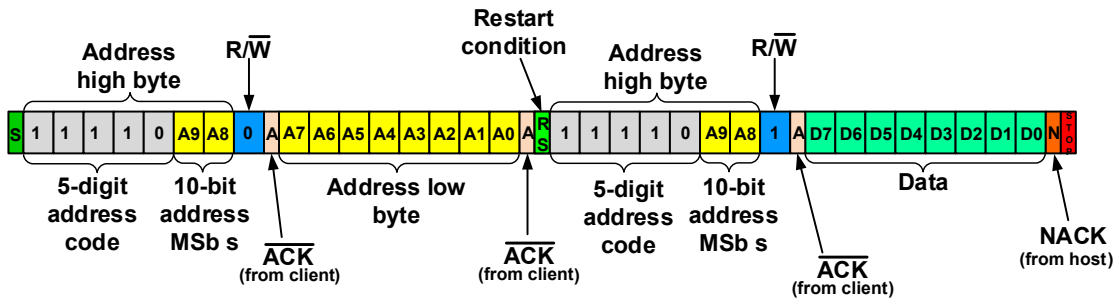 Restart
condition
Address
high byte
R/W
Address
high byte
R/W
S 1 1 1 1 0 A9 A8 0 A A7 A6 A5 A4 A3 A2 A1 A0 A RS 1 1 1 1 0 A9 A8 1 A D7 D6 D5 D4 D3 D2 D1 D0 N STOP
5-digit
address
code
10-bit
address
MSb s
ACK
(from client)
Address low
byte
ACK
(from client)
5-digit
address
code
10-bit
address
MSb s
ACK
(from client)
Data
NACK
(from host)